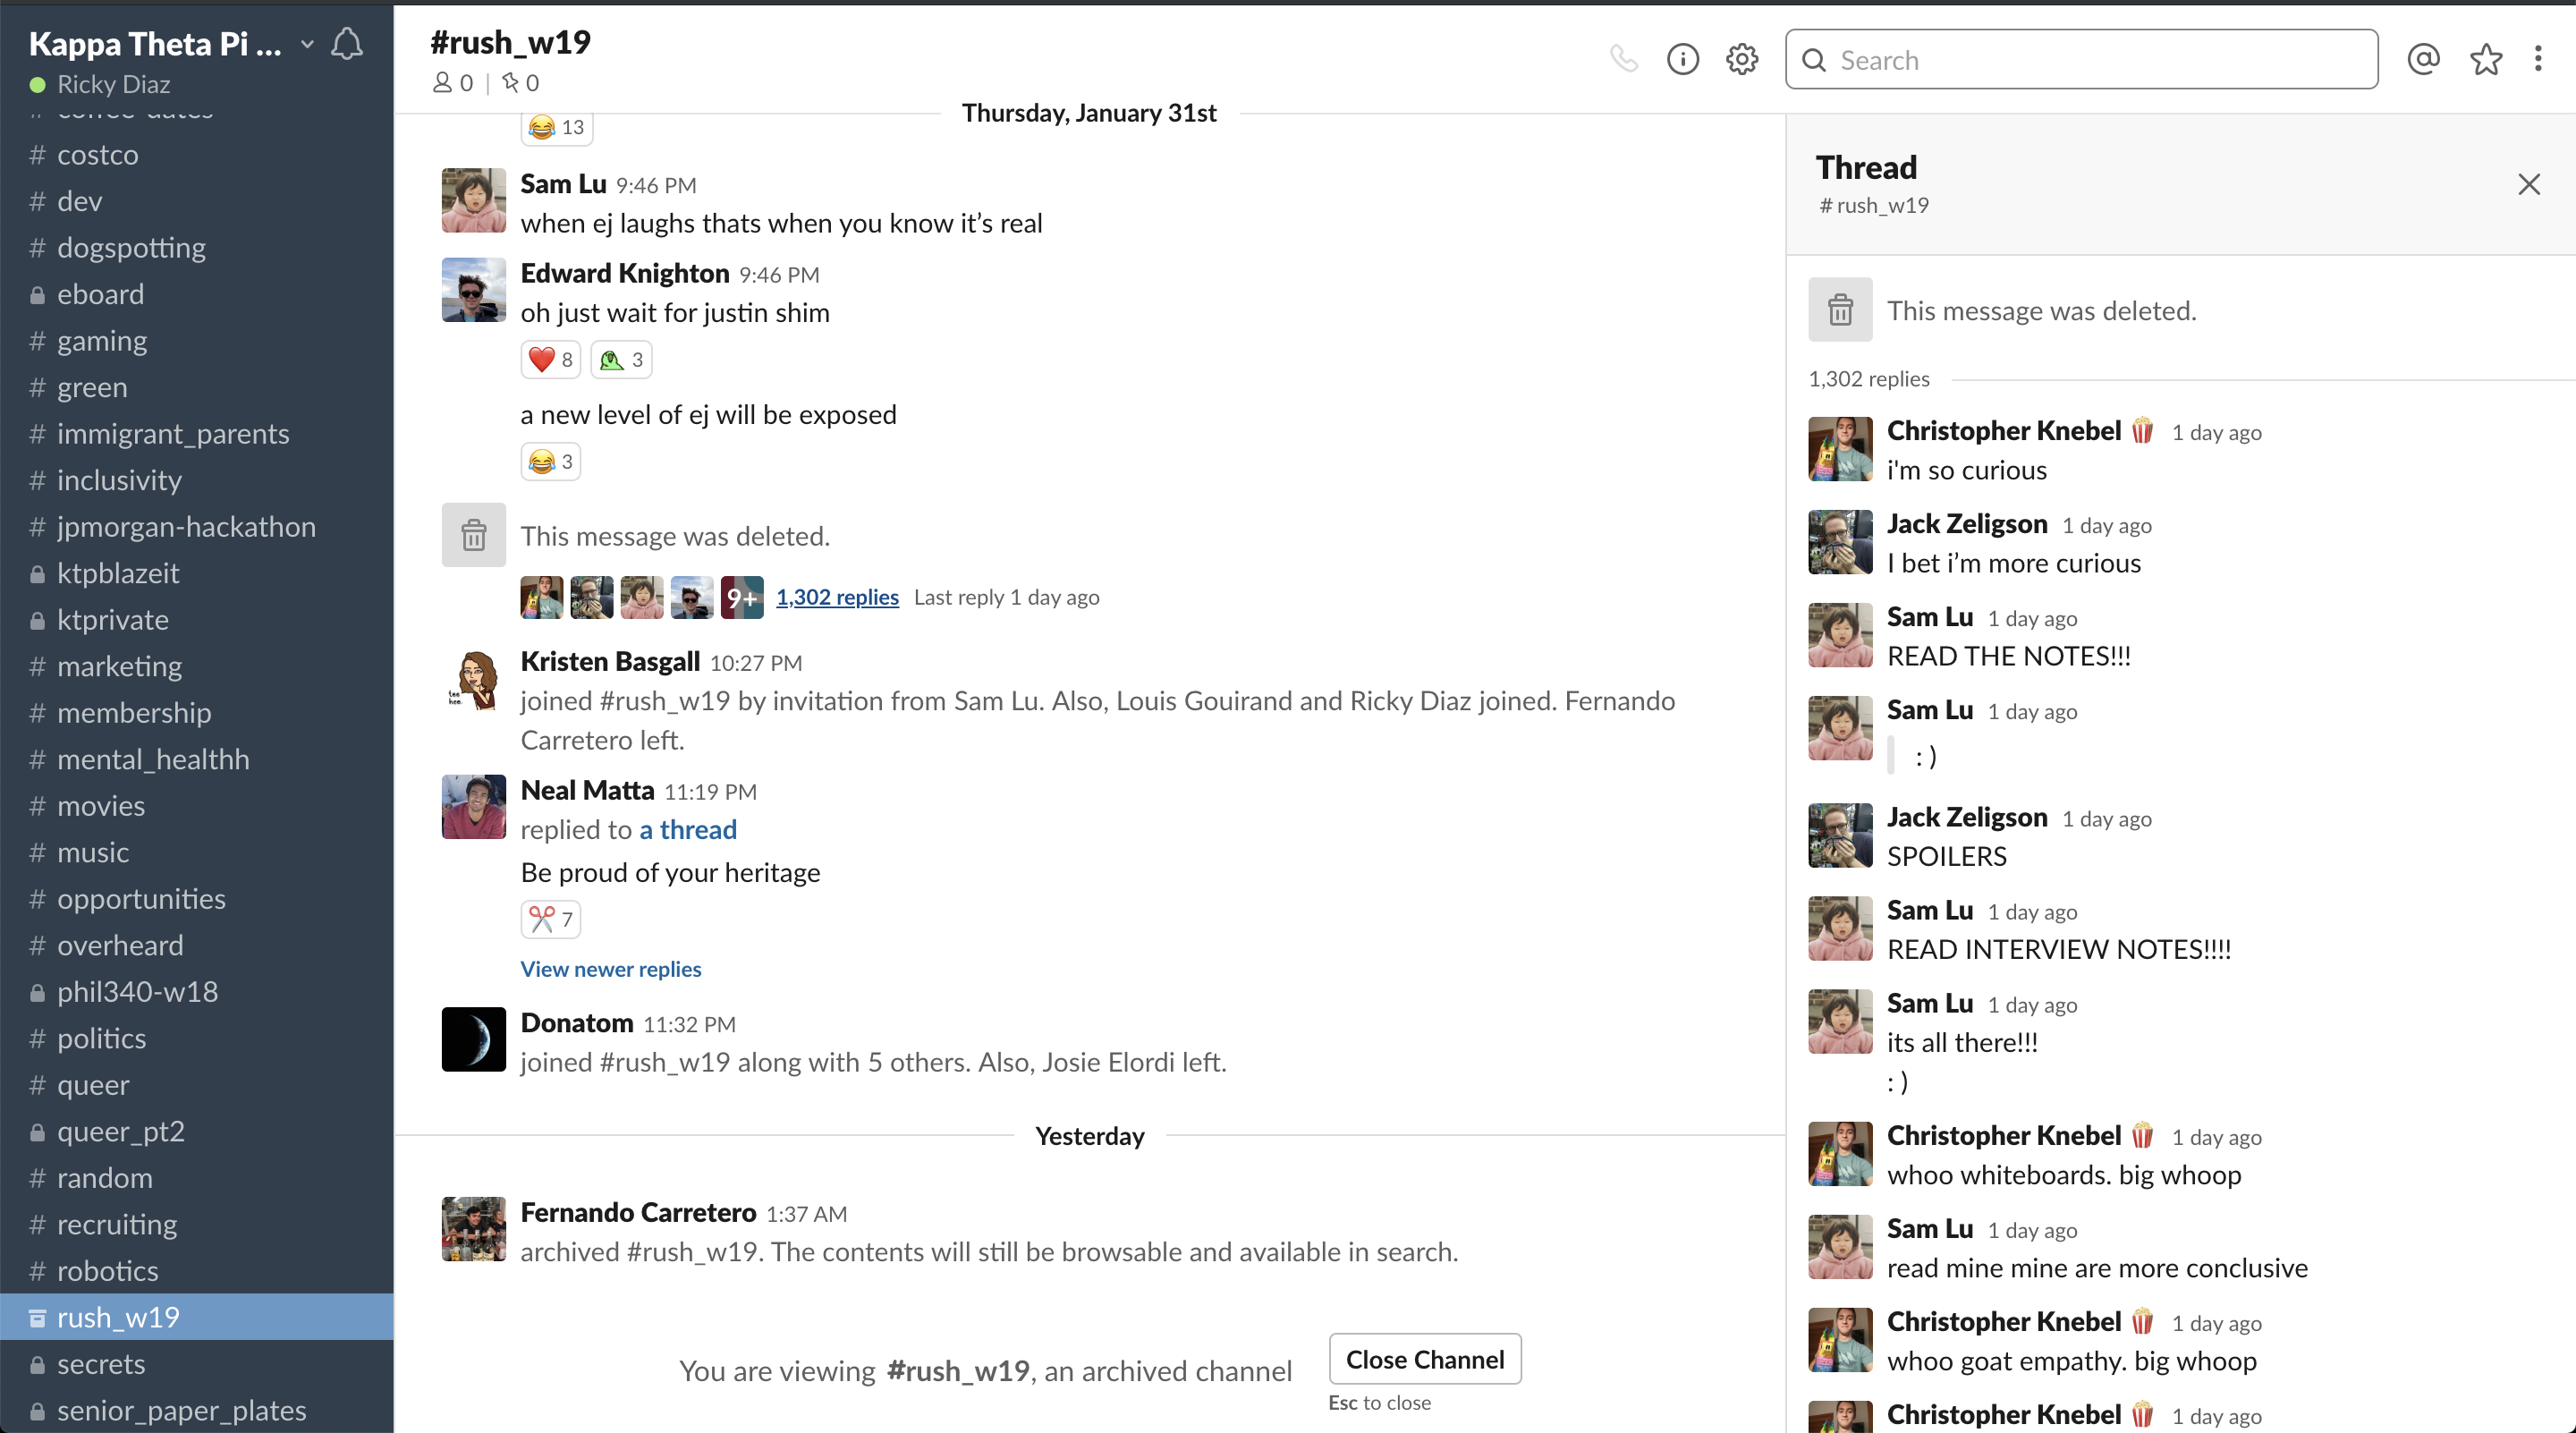 Kappa Theta Pi ...
Ricky Diaz
# coffee-dates
# costco
# dev
# dogspotting
eboard
# gaming
# green
# immigrant_parents
# inclusivity
# jpmorgan-hackathon
ktpblazeit
ktprivate
# marketing
# membership
# mental_healthh
# movies
# music
# opportunities
# overheard
phil340-w18
# politics
# queer
queer_pt2
# random
# recruiting
# robotics
rush_w19
secrets
senior_paper_plates
#rush_w19
0 | 0
Search
Thursday, January 31st
😂 13
Sam Lu 9:46 PM
when ej laughs thats when you know it’s real
Edward Knighton 9:46 PM
oh just wait for justin shim
❤️ 8 3
a new level of ej will be exposed
😂 3
This message was deleted.
9+ 1,302 replies Last reply 1 day ago
tee hee.
Kristen Basgall 10:27 PM
joined #rush_w19 by invitation from Sam Lu. Also, Louis Gouirand and Ricky Diaz joined. Fernando
Carretero left.
Neal Matta 11:19 PM
replied to a thread
Be proud of your heritage
✂️ 7
View newer replies
Donatom 11:32 PM
joined #rush_w19 along with 5 others. Also, Josie Elordi left.
Yesterday
Fernando Carretero 1:37 AM
archived #rush_w19. The contents will still be browsable and available in search.
You are viewing #rush_w19, an archived channel
Close Channel
Esc to close
Thread
# rush_w19
This message was deleted.
1,302 replies
Christopher Knebel 🍿 1 day ago
i'm so curious
Jack Zeligson 1 day ago
I bet i’m more curious
Sam Lu 1 day ago
READ THE NOTES!!!
Sam Lu 1 day ago
: )
Jack Zeligson 1 day ago
SPOILERS
Sam Lu 1 day ago
READ INTERVIEW NOTES!!!!
Sam Lu 1 day ago
its all there!!!
: )
Christopher Knebel 🍿 1 day ago
whoo whiteboards. big whoop
Sam Lu 1 day ago
read mine mine are more conclusive
Christopher Knebel 🍿 1 day ago
whoo goat empathy. big whoop
Christopher Knebel 🍿 1 day ago